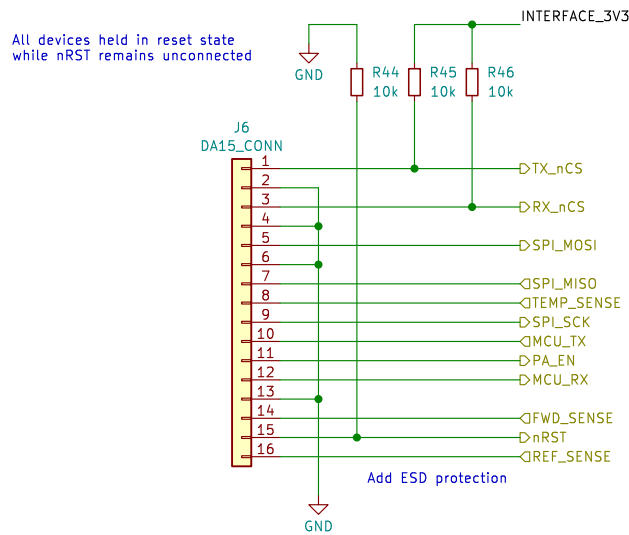 INTERFACE_3V3
All devices held in reset state
while nRST remains unconnected
GND
R44
10k
R45
10k
R46
10k
J6
DA15_CONN
1
TX_nCS
2
3
RX_nCS
4
5
SPI_MOSI
6
7
SPI_MISO
8
TEMP_SENSE
9
SPI_SCK
10
MCU_TX
11
PA_EN
12
MCU_RX
13
14
FWD_SENSE
15
nRST
16
REF_SENSE
Add ESD protection
GND